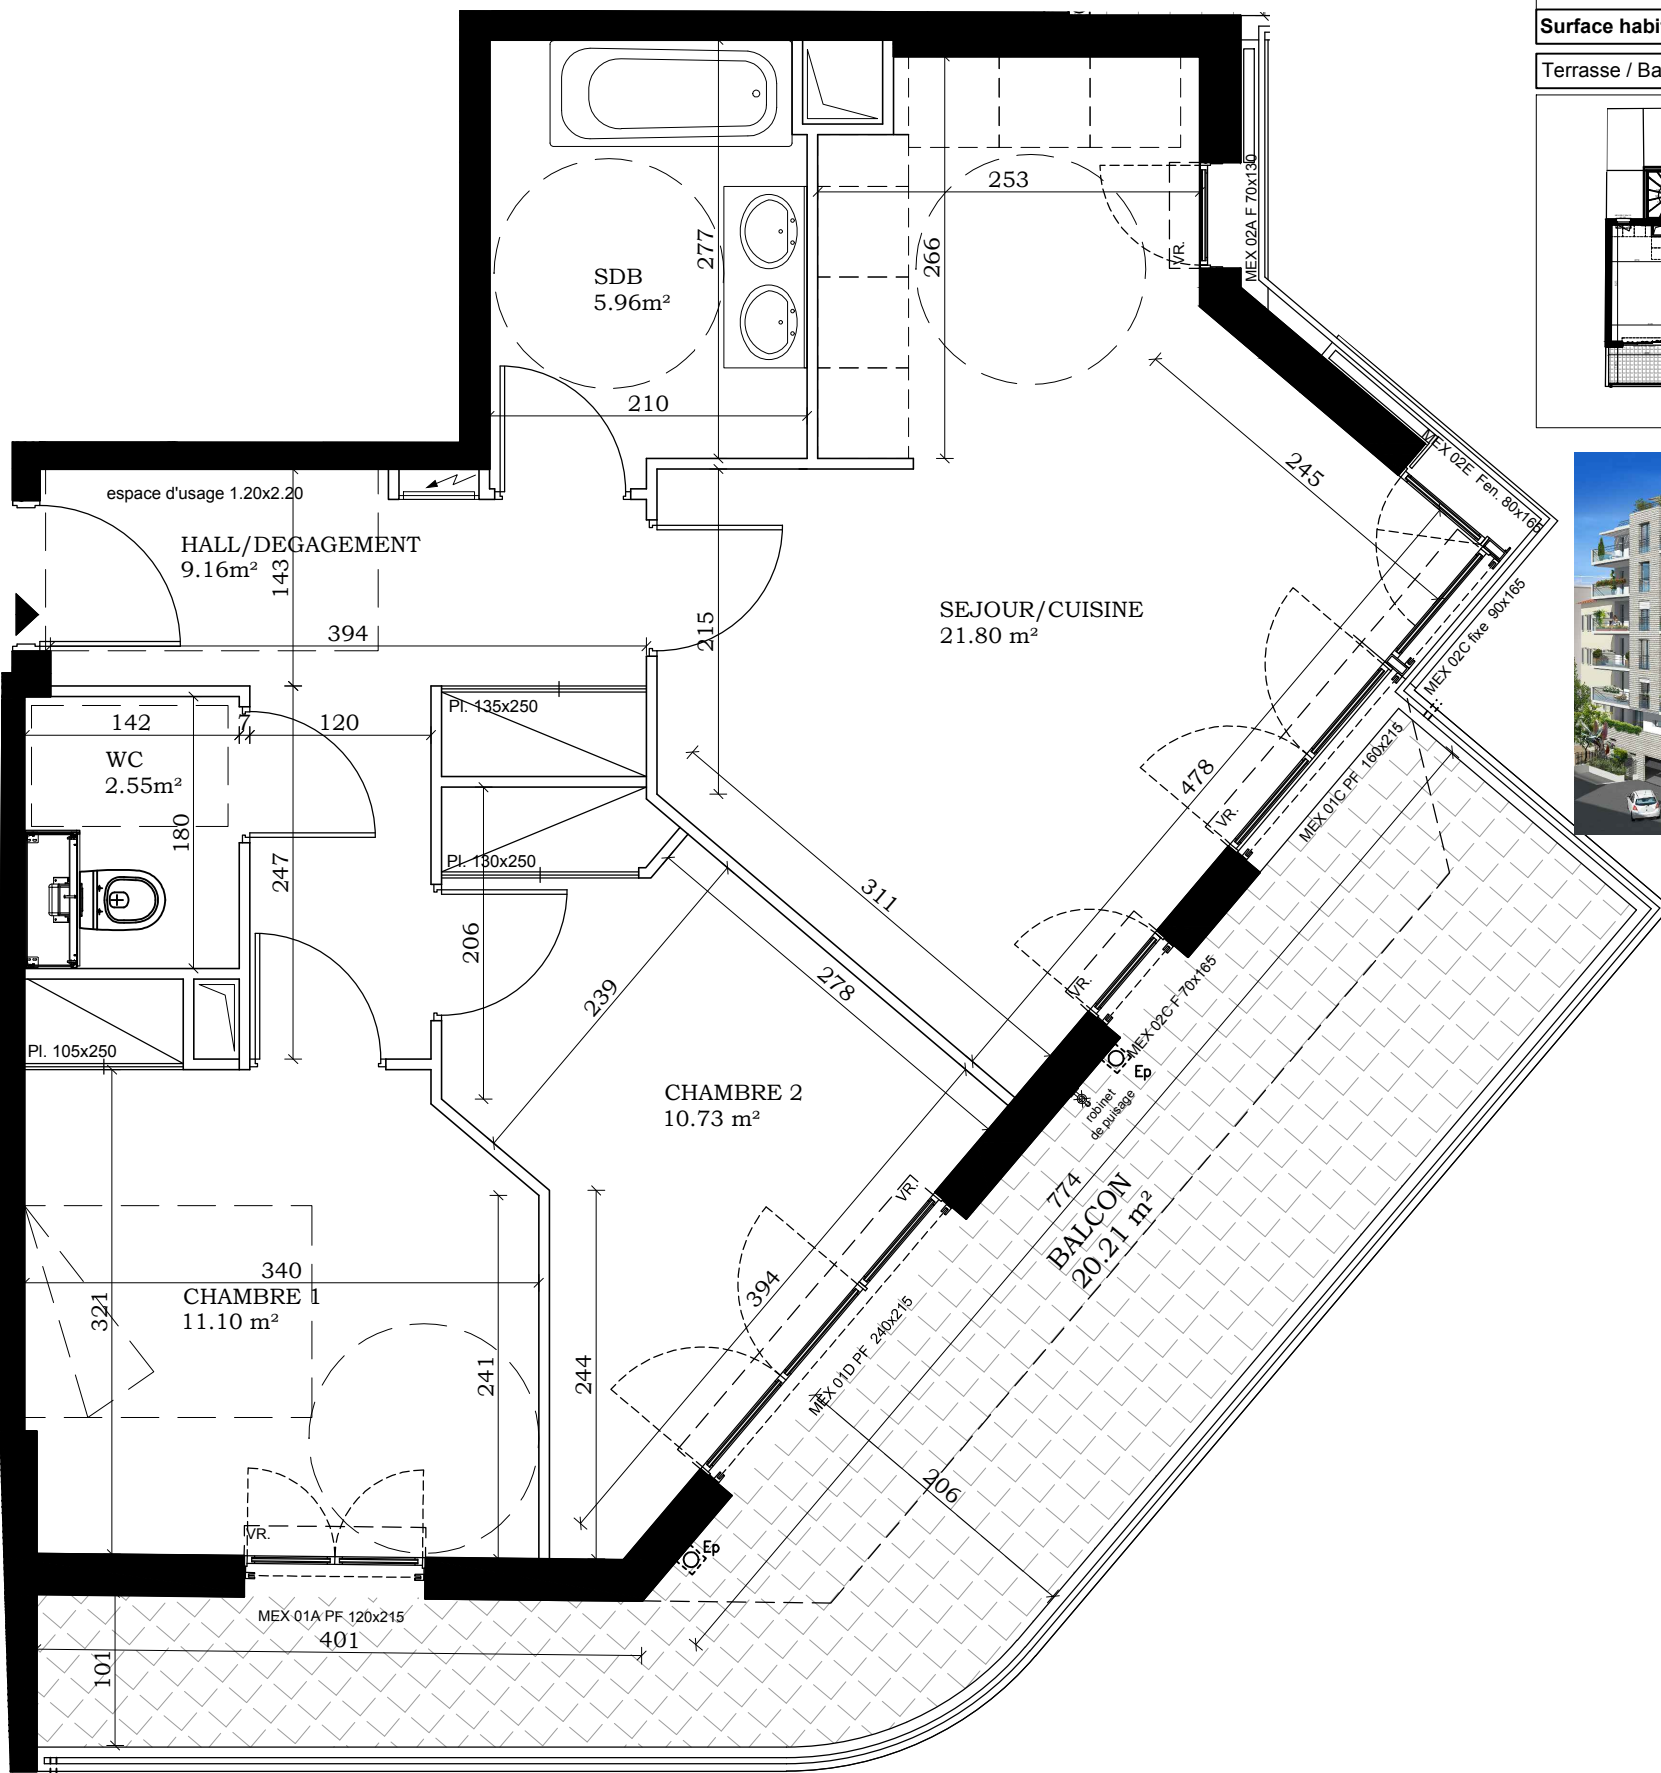 Surface habi
Terrasse / Ba
253
MEX 02A F 70x130
VR.
277
266
SDB
5.96m²
210
245
MEX 02E Fen. 80x165
espace d'usage 1.20x2.20
HALL/DEGAGEMENT
9.16m²
143
394
215
SEJOUR/CUISINE
21.80 m²
MEX 02C fixe 90x165
Pl. 135x250
142
7
120
WC
2.55m²
180
247
478
VR.
MEX 01C PF 160x215
Pl. 130x250
311
206
239
278
VR.
MEX 02C F 70x165
Pl. 105x250
Ep
robinet
de puisage
CHAMBRE 2
10.73 m²
VR.
774
BALCON
20.21 m²
340
CHAMBRE 1
11.10 m²
321
394
241
244
MEX 01D PF 240x215
206
VR.
Ep
MEX 01A PF 120x215
401
101